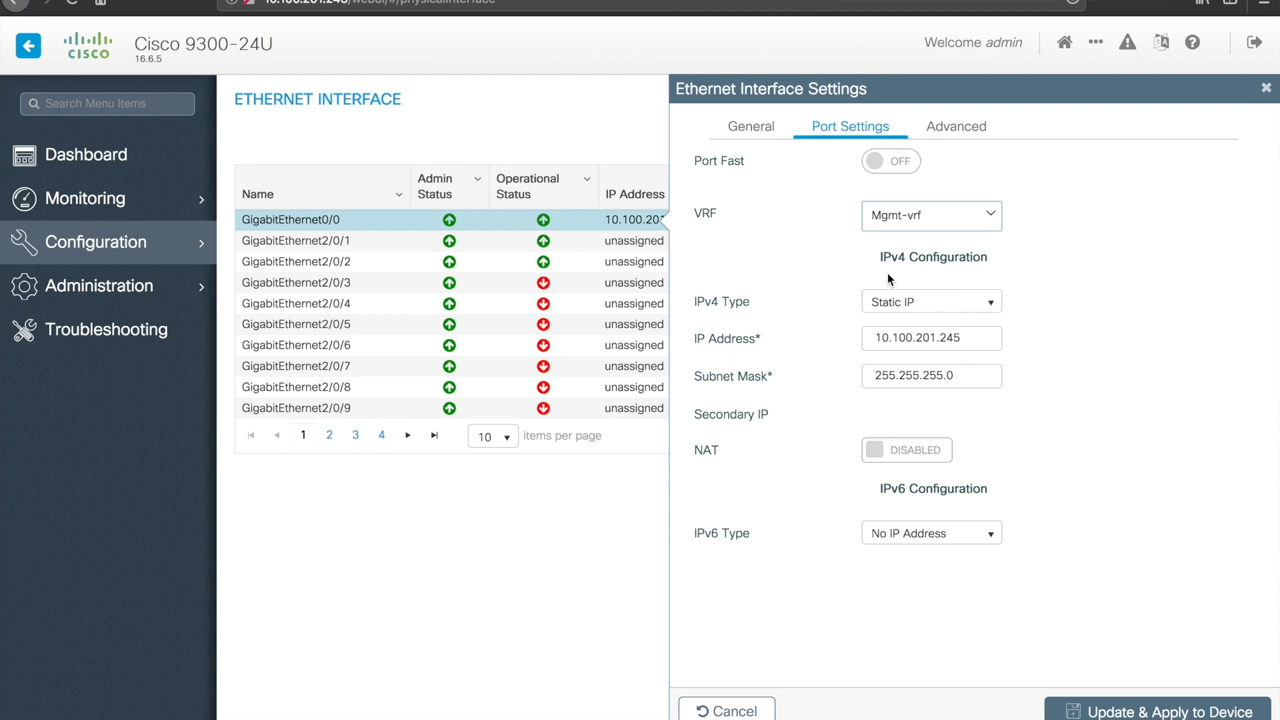 CISCO
Cisco 9300-24U
16.6.5
Welcome admin
Search Menu Items
Dashboard
Monitoring
Configuration
Administration
Troubleshooting
ETHERNET INTERFACE
Name Admin Status Operational Status IP Address
GigabitEthernet0/0 10.100.20
GigabitEthernet2/0/1 unassigned
GigabitEthernet2/0/2 unassigned
GigabitEthernet2/0/3 unassigned
GigabitEthernet2/0/4 unassigned
GigabitEthernet2/0/5 unassigned
GigabitEthernet2/0/6 unassigned
GigabitEthernet2/0/7 unassigned
GigabitEthernet2/0/8 unassigned
GigabitEthernet2/0/9 unassigned
1 2 3 4 10 items per page
Ethernet Interface Settings
General Port Settings Advanced
Port Fast OFF
VRF Mgmt-vrf
IPv4 Configuration
IPv4 Type Static IP
IP Address* 10.100.201.245
Subnet Mask* 255.255.255.0
Secondary IP
NAT DISABLED
IPv6 Configuration
IPv6 Type No IP Address
Cancel Update & Apply to Device